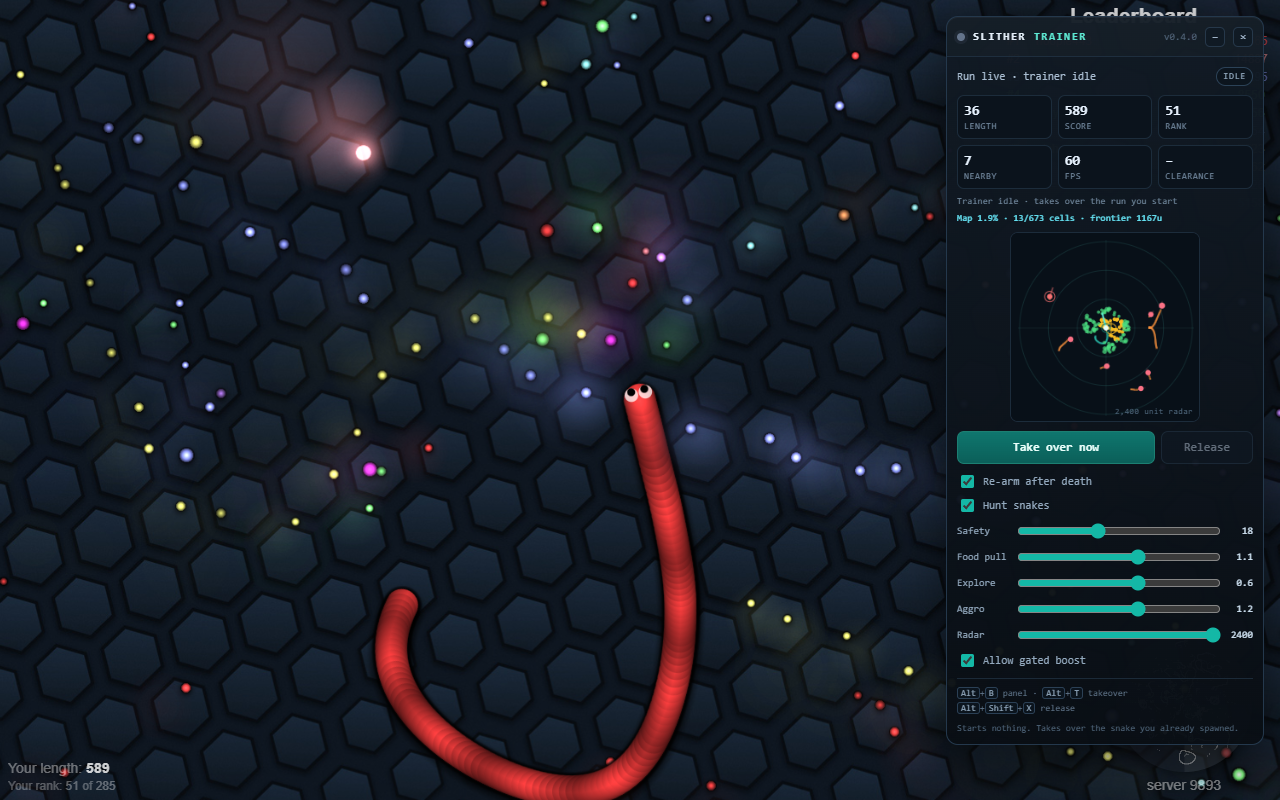 Leaderboard
SLITHER TRAINER v0.4.0 – ×
Run live · trainer idle IDLE
36 589 51
LENGTH SCORE RANK
7 60 –
NEARBY FPS CLEARANCE
Trainer idle · takes over the run you start
Map 1.9% · 13/673 cells · frontier 1167u
2,400 unit radar
Take over now Release
Re-arm after death
Hunt snakes
Safety 18
Food pull 1.1
Explore 0.6
Aggro 1.2
Radar 2400
Allow gated boost
Alt+B panel · Alt+T takeover
Alt+Shift+X release
Starts nothing. Takes over the snake you already spawned.
Your length: 589
Your rank: 51 of 285
server 9893